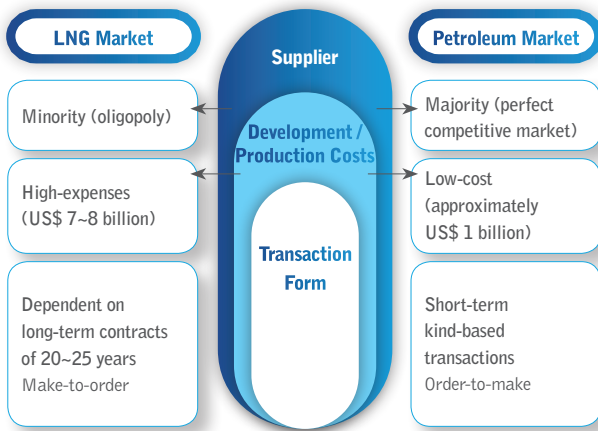 LNG Market
Supplier
Petroleum Market
Minority (oligopoly)
Majority (perfect
competitive market)
Development /
Production Costs
High-expenses
(US$ 7~8 billion)
Low-cost
(approximately
US$ 1 billion)
Transaction
Form
Dependent on
long-term contracts
of 20~25 years
Make-to-order
Short-term
kind-based
transactions
Order-to-make